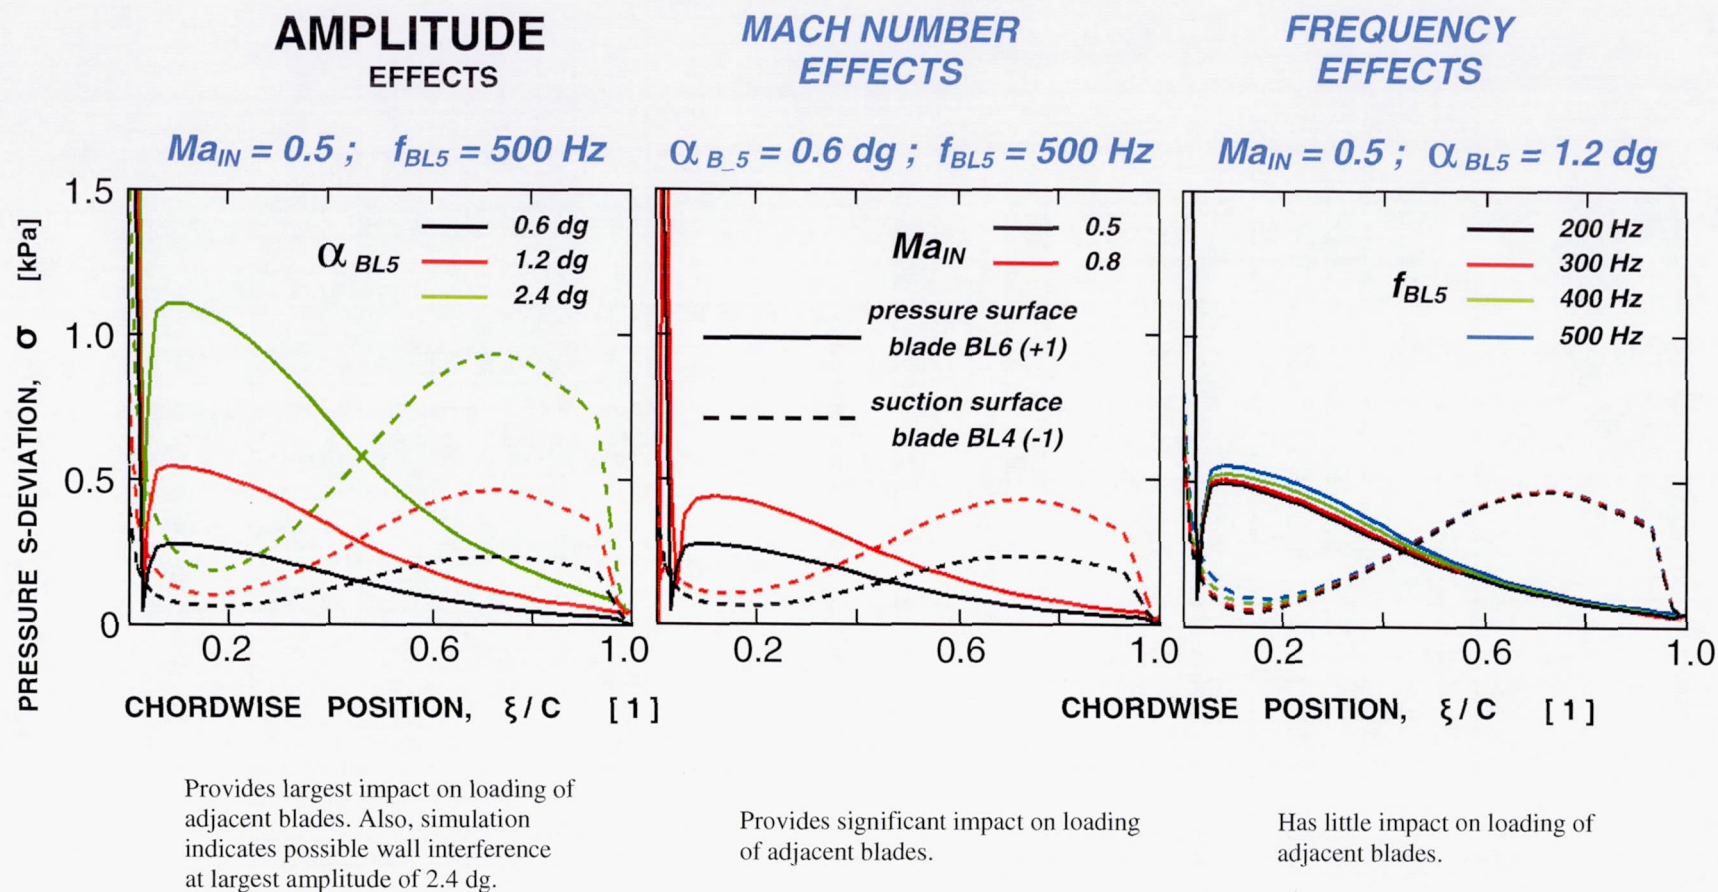 AMPLITUDE
EFFECTS
MACH NUMBER
EFFECTS
FREQUENCY
EFFECTS
Ma_IN = 0.5 ; f_BL5 = 500 Hz
α B_5 = 0.6 dg ; f_BL5 = 500 Hz
Ma_IN = 0.5 ; α BL5 = 1.2 dg
PRESSURE S-DEVIATION, σ [kPa]
1.5
1.0
0.5
0
α BL5
0.6 dg
1.2 dg
2.4 dg
0.2
0.6
1.0
Ma_IN
0.5
0.8
pressure surface
blade BL6 (+1)
suction surface
blade BL4 (-1)
0.2
0.6
1.0
f_BL5
200 Hz
300 Hz
400 Hz
500 Hz
0.2
0.6
1.0
CHORDWISE POSITION, ξ / C [ 1 ]
CHORDWISE POSITION, ξ / C [ 1 ]
Provides largest impact on loading of
adjacent blades. Also, simulation
indicates possible wall interference
at largest amplitude of 2.4 dg.
Provides significant impact on loading
of adjacent blades.
Has little impact on loading of
adjacent blades.